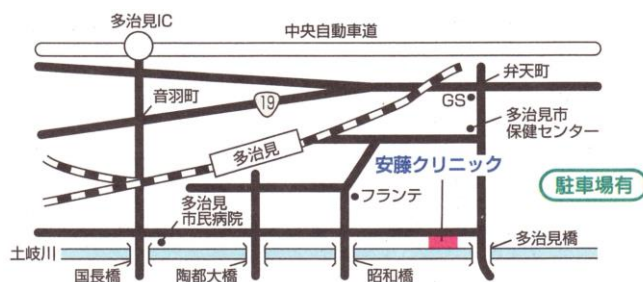 多治見IC
中央自動車道
弁天町
音羽町
19
GS
多治見市
保健センター
多治見
安藤クリニック
駐車場有
フランテ
多治見
市民病院
土岐川
多治見橋
国長橋
陶都大橋
昭和橋